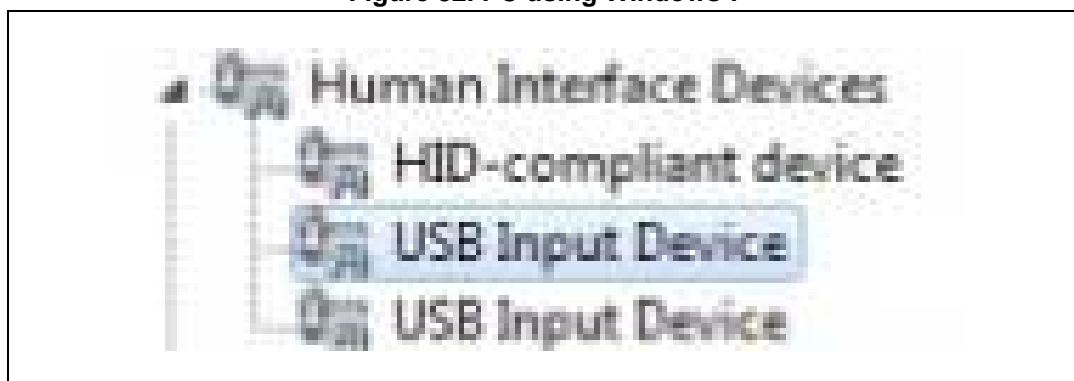 Human Interface Devices
HID-compliant device
USB Input Device
USB Input Device